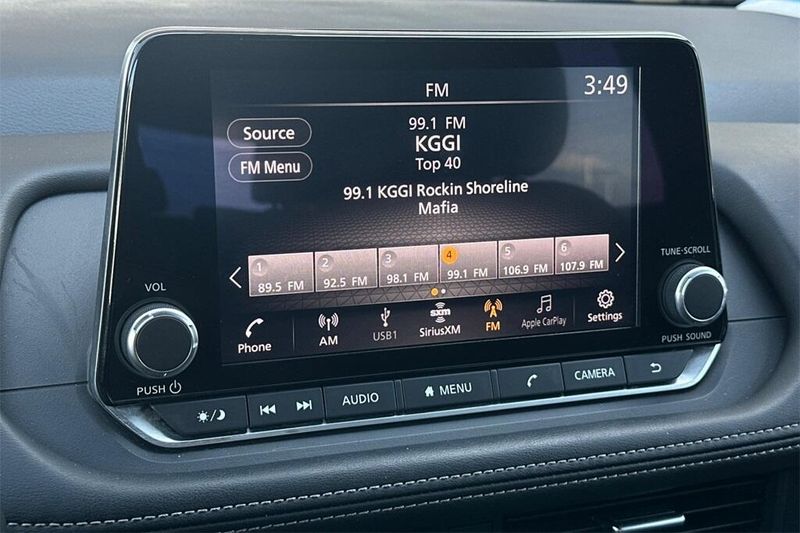 FM
3:49
Source
FM Menu
99.1 FM
KGGI
Top 40
99.1 KGGI Rockin Shoreline
Mafia
1
89.5 FM
2
92.5 FM
3
98.1 FM
4
99.1 FM
5
106.9 FM
6
107.9 FM
Phone
AM
USB1
sxm
SiriusXM
FM
Apple CarPlay
Settings
VOL
PUSH
TUNE·SCROLL
PUSH SOUND
AUDIO
MENU
CAMERA